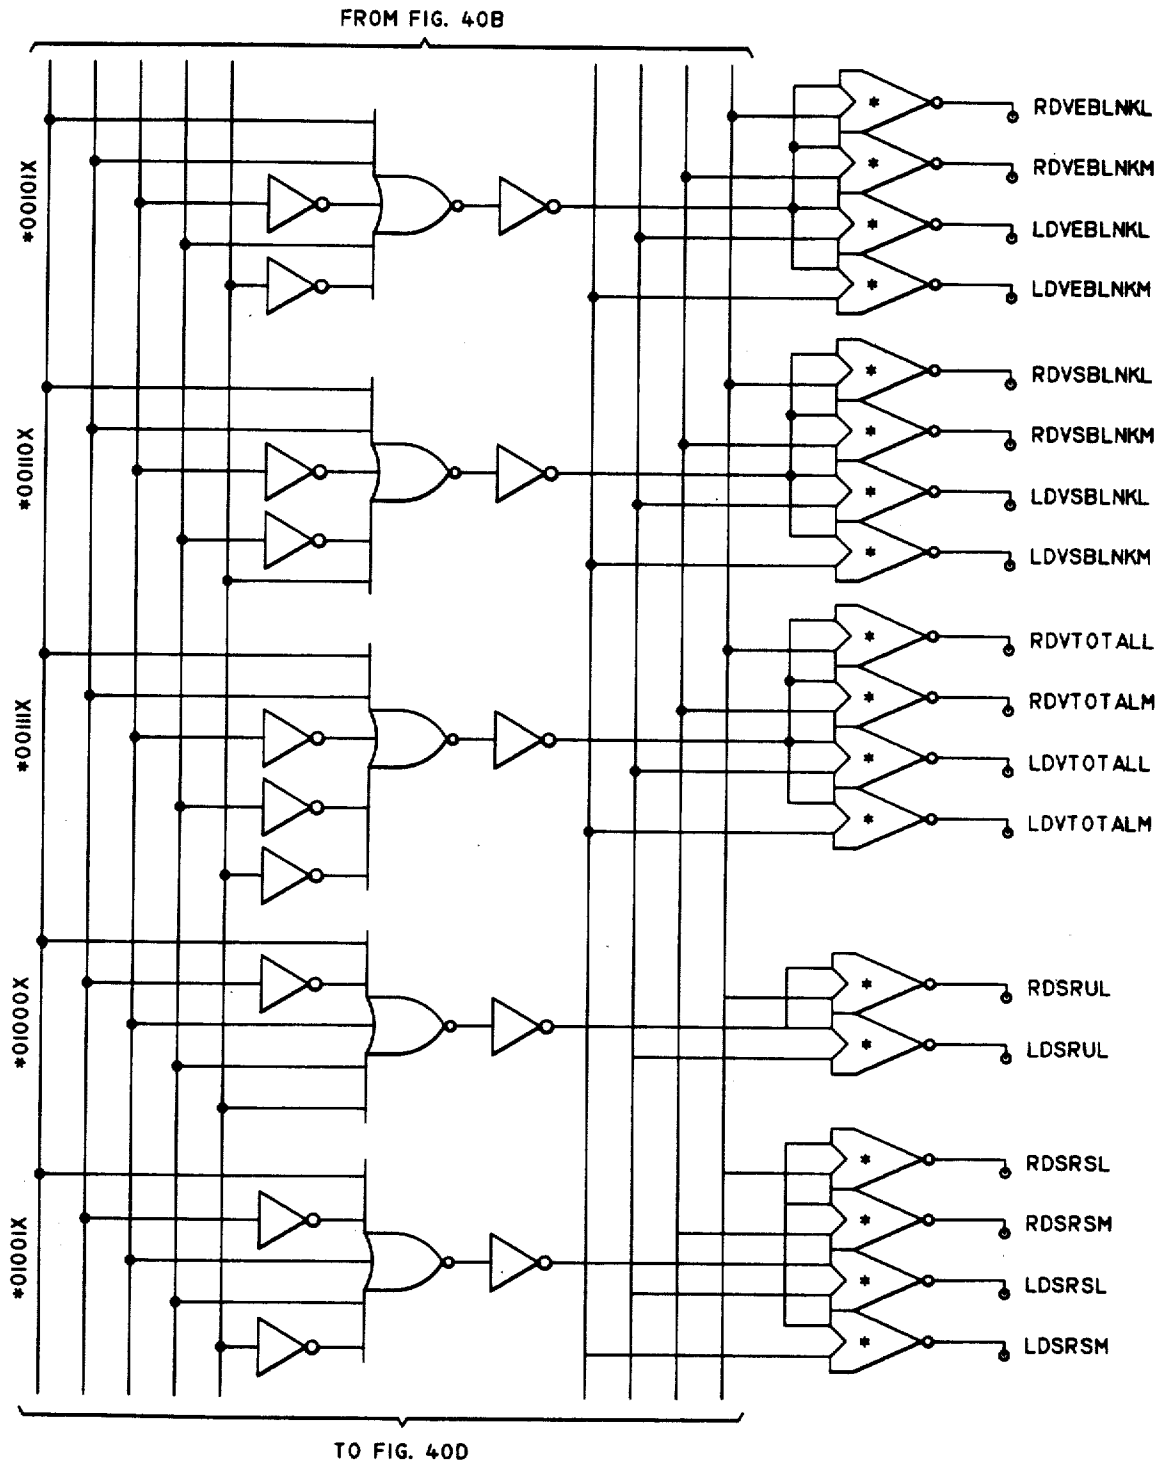 FROM FIG. 40B
*00101X
RDVEBLNKL
RDVEBLNKM
LDVEBLNKL
LDVEBLNKM
*00110X
RDVSBLNKL
RDVSBLNKM
LDVSBLNKL
LDVSBLNKM
*00111X
RDVTOTALL
RDVTOTALM
LDVTOTALL
LDVTOTALM
*01000X
RDSRUL
LDSRUL
*01001X
RDSRSL
RDSRSM
LDSRSL
LDSRSM
* * * * * * * * * * * * * * * * * *
TO FIG. 40D